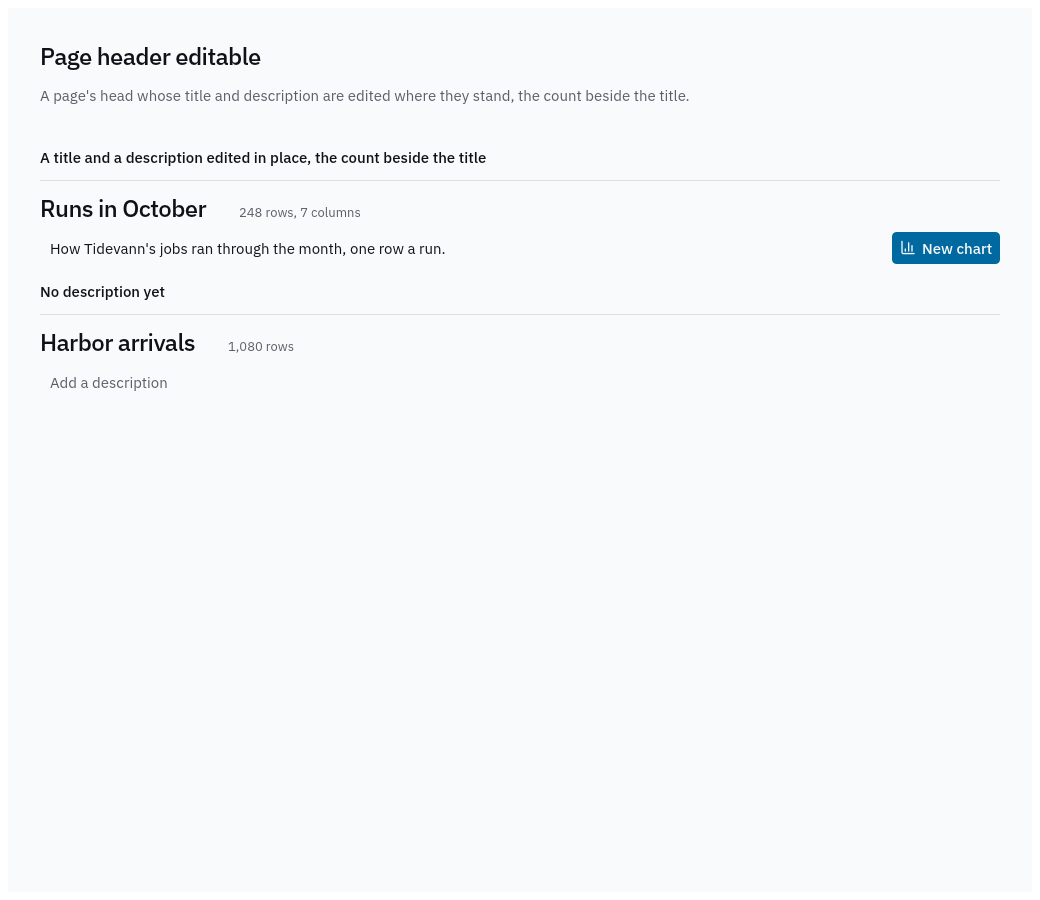 Page header editable
A page's head whose title and description are edited where they stand, the count beside the title.
A title and a description edited in place, the count beside the title
Runs in October 248 rows, 7 columns
How Tidevann's jobs ran through the month, one row a run. New chart
No description yet
Harbor arrivals 1,080 rows
Add a description